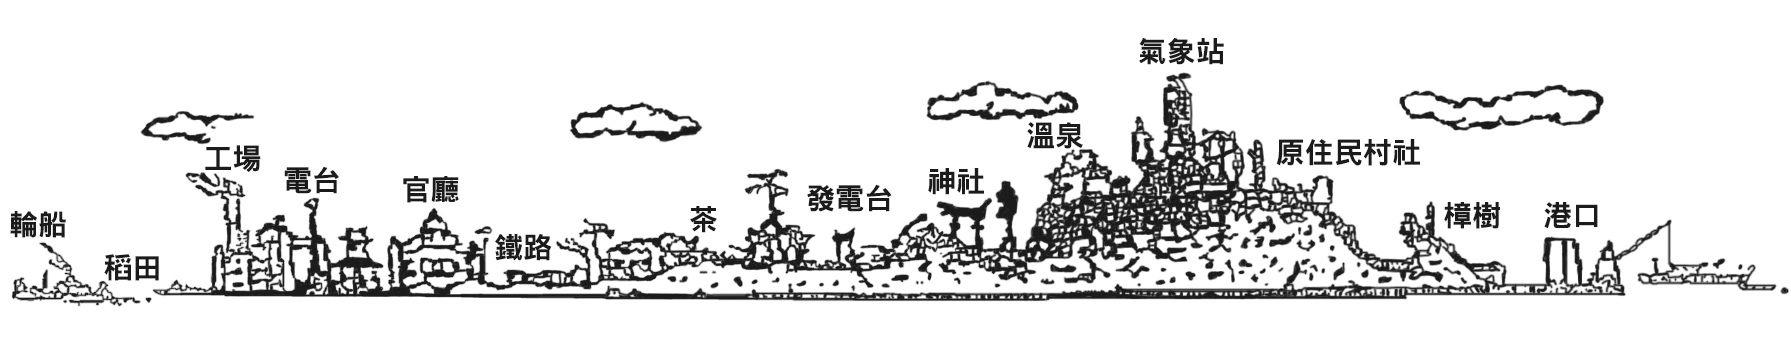 輪船
稻田
工場
電台
官廳
鐵路
茶
發電台
神社
溫泉
氣象站
原住民村社
樟樹
港口